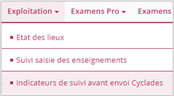 Exploitation Examens Pro Examens
Etat des lieux
Suivi saisie des enseignements
Indicateurs de suivi avant envoi Cyclades